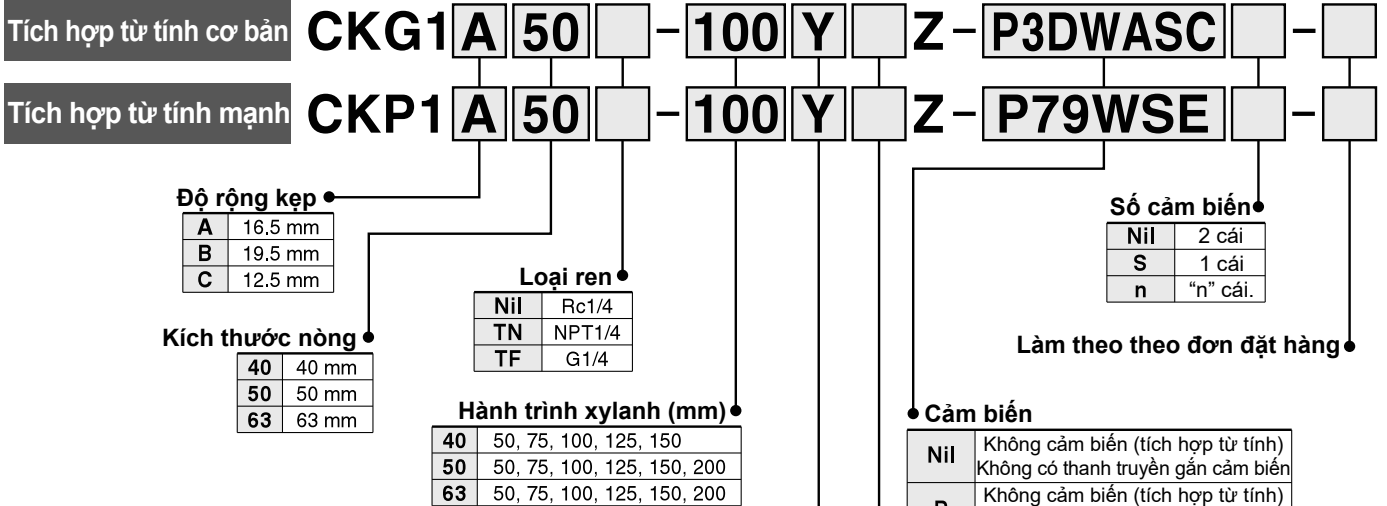 Tích hợp từ tính cơ bản CKG1 A 50 - 100 Y Z - P3DWASC -
Tích hợp từ tính mạnh CKP1 A 50 - 100 Y Z - P79WSE -
Độ rộng kẹp
A 16.5 mm
B 19.5 mm
C 12.5 mm
Kích thước nòng
40 40 mm
50 50 mm
63 63 mm
Loại ren
Nil Rc1/4
TN NPT1/4
TF G1/4
Hành trình xylanh (mm)
40 50, 75, 100, 125, 150
50 50, 75, 100, 125, 150, 200
63 50, 75, 100, 125, 150, 200
Số cảm biến
Nil 2 cái
S 1 cái
n “n” cái.
Làm theo theo đơn đặt hàng
Cảm biến
Nil Không cảm biến (tích hợp từ tính)
Không có thanh truyền gắn cảm biến
Không cảm biến (tích hợp từ tính)